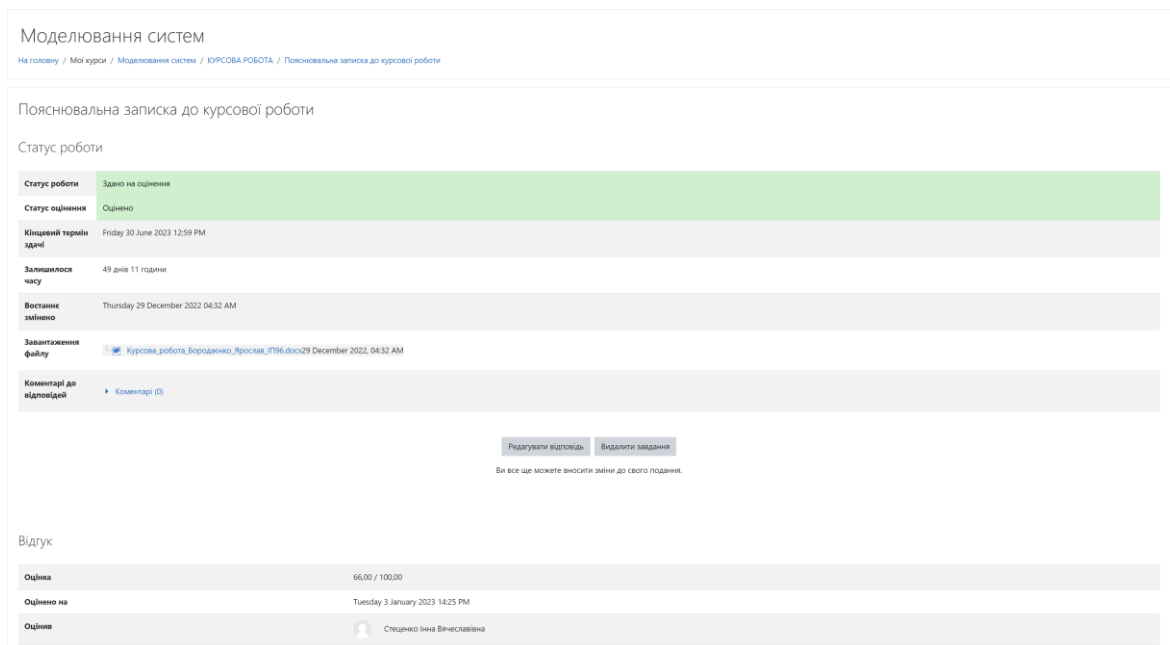 Моделювання систем
На головну / Мої курси / Моделювання систем / КУРСОВА РОБОТА / Пояснювальна записка до курсової роботи
Пояснювальна записка до курсової роботи
Статус роботи
Статус роботи Здано на оцінення
Статус оцінення Оцінено
Кінцевий термін здачі Friday 30 June 2023 12:59 PM
Залишилося часу 49 днів 11 години
Востаннє змінено Thursday 29 December 2022 04:32 AM
Завантаження файлу Курсова_робота_Бородаєнко_Ярослав_ІП96.docx29 December 2022, 04:32 AM
Коментарі до відповідей Коментарі (0)
Редагувати відповідь Видалити завдання
Ви все ще можете вносити зміни до свого подання.
Відгук
Оцінка 66,00 / 100,00
Оцінено на Tuesday 3 January 2023 14:25 PM
Оцінив Стеценко Інна Вячеславівна